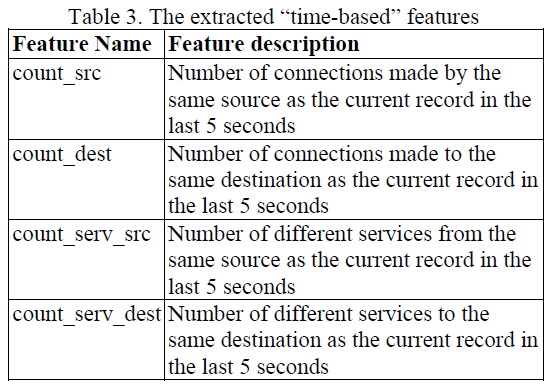 Table 3. The extracted “time-based” features
Feature Name Feature description
count_src Number of connections made by the
same source as the current record in the
last 5 seconds
count_dest Number of connections made to the
same destination as the current record in
the last 5 seconds
count_serv_src Number of different services from the
same source as the current record in the
last 5 seconds
count_serv_dest Number of different services to the
same destination as the current record in
the last 5 seconds